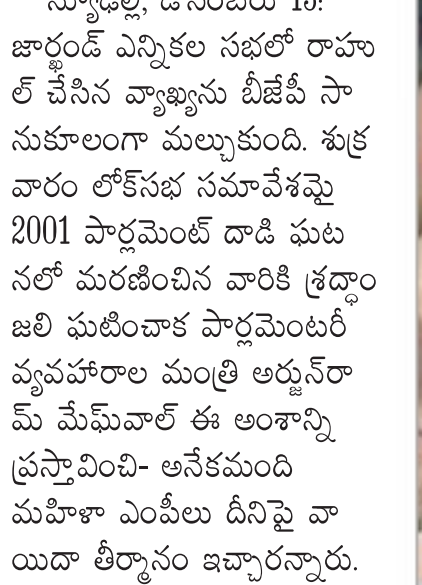 న్యూఢిల్లీ, డిసెంబరు 13:
జార్ఖండ్ ఎన్నికల సభలో రాహు
ల్ చేసిన వ్యాఖ్యను బీజేపీ సా
నుకూలంగా మల్చుకుంది. శుక్ర
వారం లోక్‌సభ సమావేశమై
2001 పార్లమెంట్ దాడి ఘట
నలో మరణించిన వారికి శ్రద్ధాం
జలి ఘటించాక పార్లమెంటరీ
వ్యవహారాల మంత్రి అర్జున్‌రా
మ్ మేఘ్‌వాల్ ఈ అంశాన్ని
ప్రస్తావించి- అనేకమంది
మహిళా ఎంపీలు దీనిపై వా
యిదా తీర్మానం ఇచ్చారన్నారు.